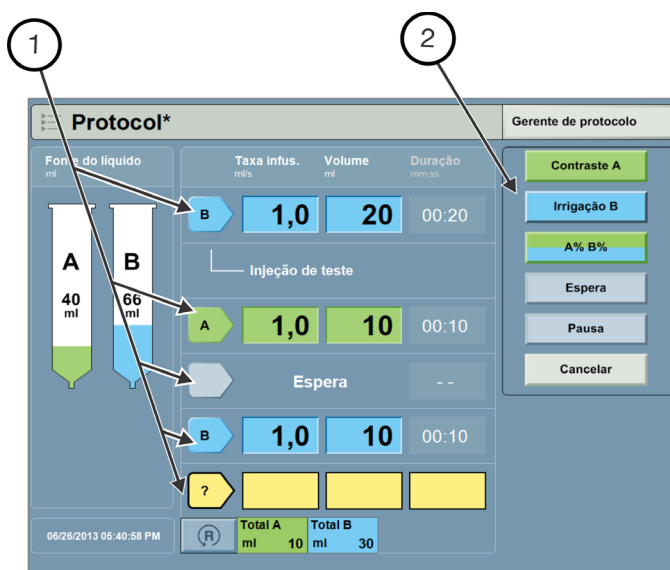 1
2
Protocol*
Gerente de protocolo
Fonte do líquido
ml
A
40
ml
B
66
ml
Taxa infus. Volume Duração
ml/s ml mm:ss
B 1,0 20 00:20
Injeção de teste
A 1,0 10 00:10
Espera - -
B 1,0 10 00:10
?
R
Total A Total B
ml 10 ml 30
06/26/2013 05:40:58 PM
Contraste A
Irrigação B
A% B%
Espera
Pausa
Cancelar